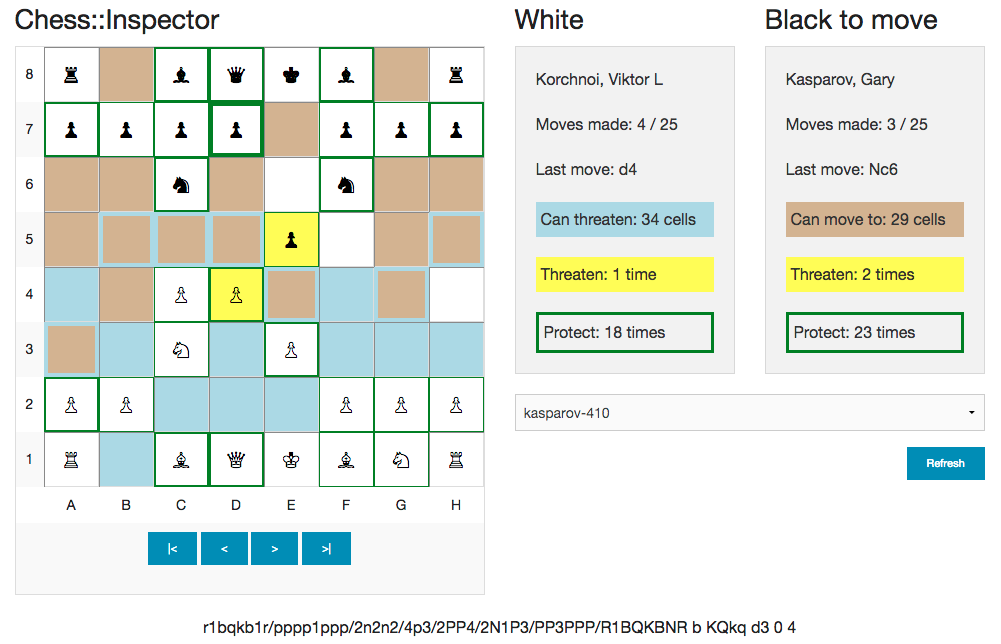 Chess::Inspector
8
7
6
5
4
3
2
1
A B C D E F G H
|< < > >|
White
Korchnoi, Viktor L
Moves made: 4 / 25
Last move: d4
Can threaten: 34 cells
Threaten: 1 time
Protect: 18 times
Black to move
Kasparov, Gary
Moves made: 3 / 25
Last move: Nc6
Can move to: 29 cells
Threaten: 2 times
Protect: 23 times
kasparov-410
Refresh
r1bqkb1r/pppp1ppp/2n2n2/4p3/2PP4/2N1P3/PP3PPP/R1BQKBNR b KQkq d3 0 4